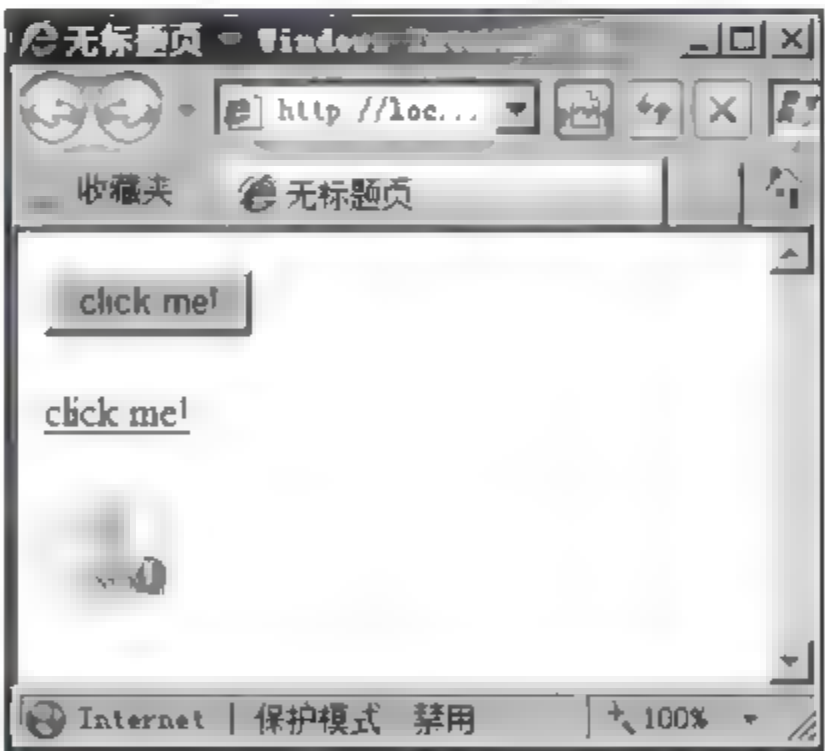 无标题页 - Windows
http //loc...
收藏夹 无标题页
click me!
click me!
Internet | 保护模式 禁用 100%